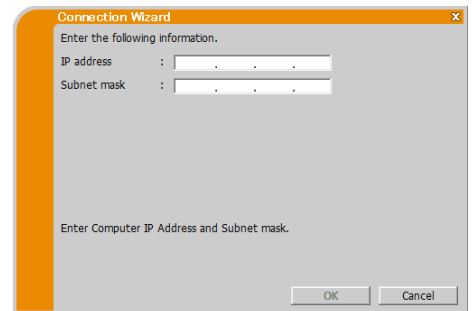 Connection Wizard x
Enter the following information.
IP address : . . .
Subnet mask : . . .
Enter Computer IP Address and Subnet mask.
OK Cancel